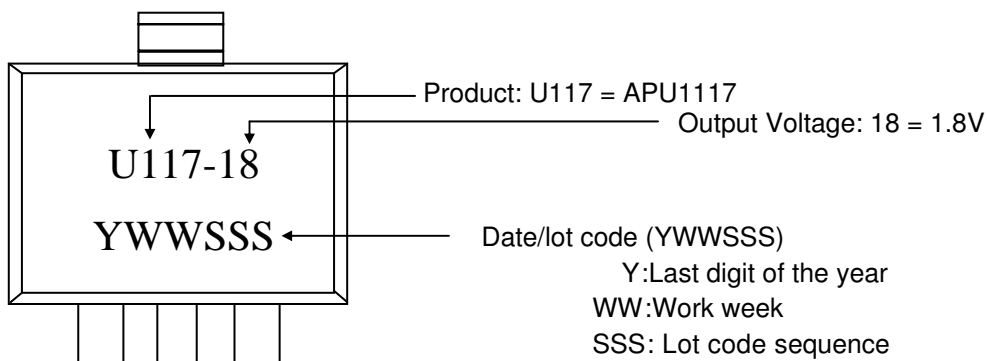 Product: U117 = APU1117
Output Voltage: 18 = 1.8V
U117-18
YWWSSS
Date/lot code (YWWSSS)
Y:Last digit of the year
WW:Work week
SSS: Lot code sequence